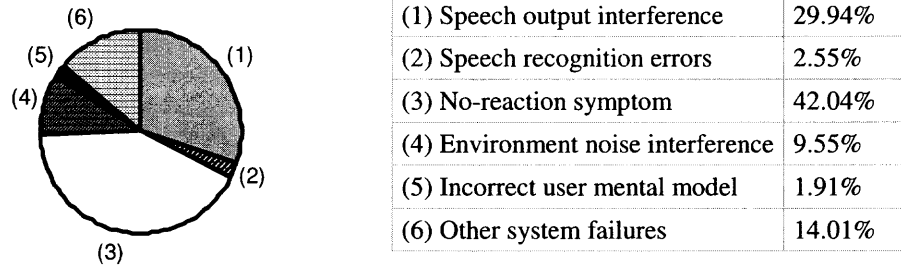 (6)
(5)
(4)
(1)
(2)
(3)
(1) Speech output interference 29.94%
(2) Speech recognition errors 2.55%
(3) No-reaction symptom 42.04%
(4) Environment noise interference 9.55%
(5) Incorrect user mental model 1.91%
(6) Other system failures 14.01%